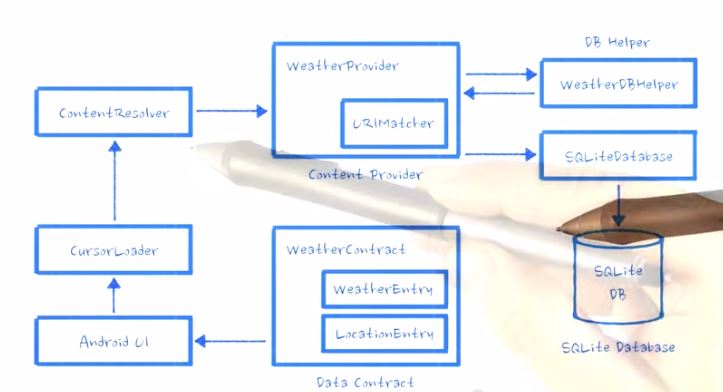 DB Helper
WeatherProvider
WeatherDBHelper
ContentResolver
URIMatcher
SQLiteDatabase
Content Provider
CursorLoader
WeatherContract
WeatherEntry
SQLite
DB
LocationEntry
Android UI
SQLite Database
Data Contract